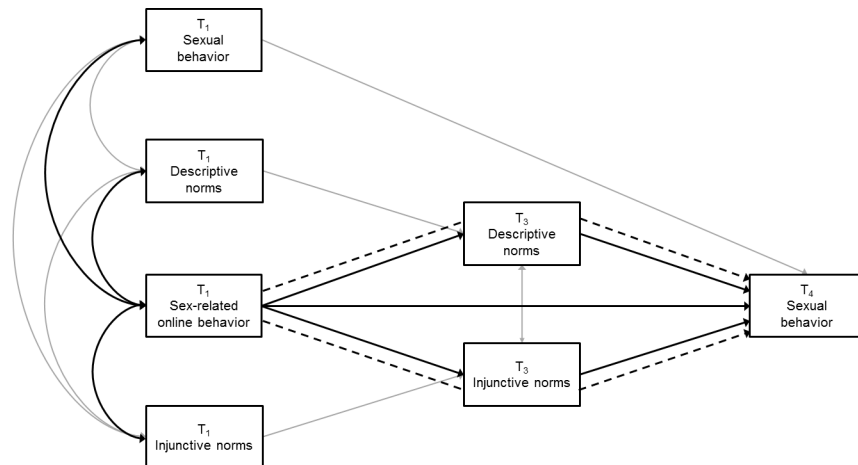 T₁
Sexual
behavior
T₁
Descriptive
norms
T₃
Descriptive
norms
T₁
Sex-related
online behavior
T₄
Sexual
behavior
T₃
Injunctive norms
T₁
Injunctive norms